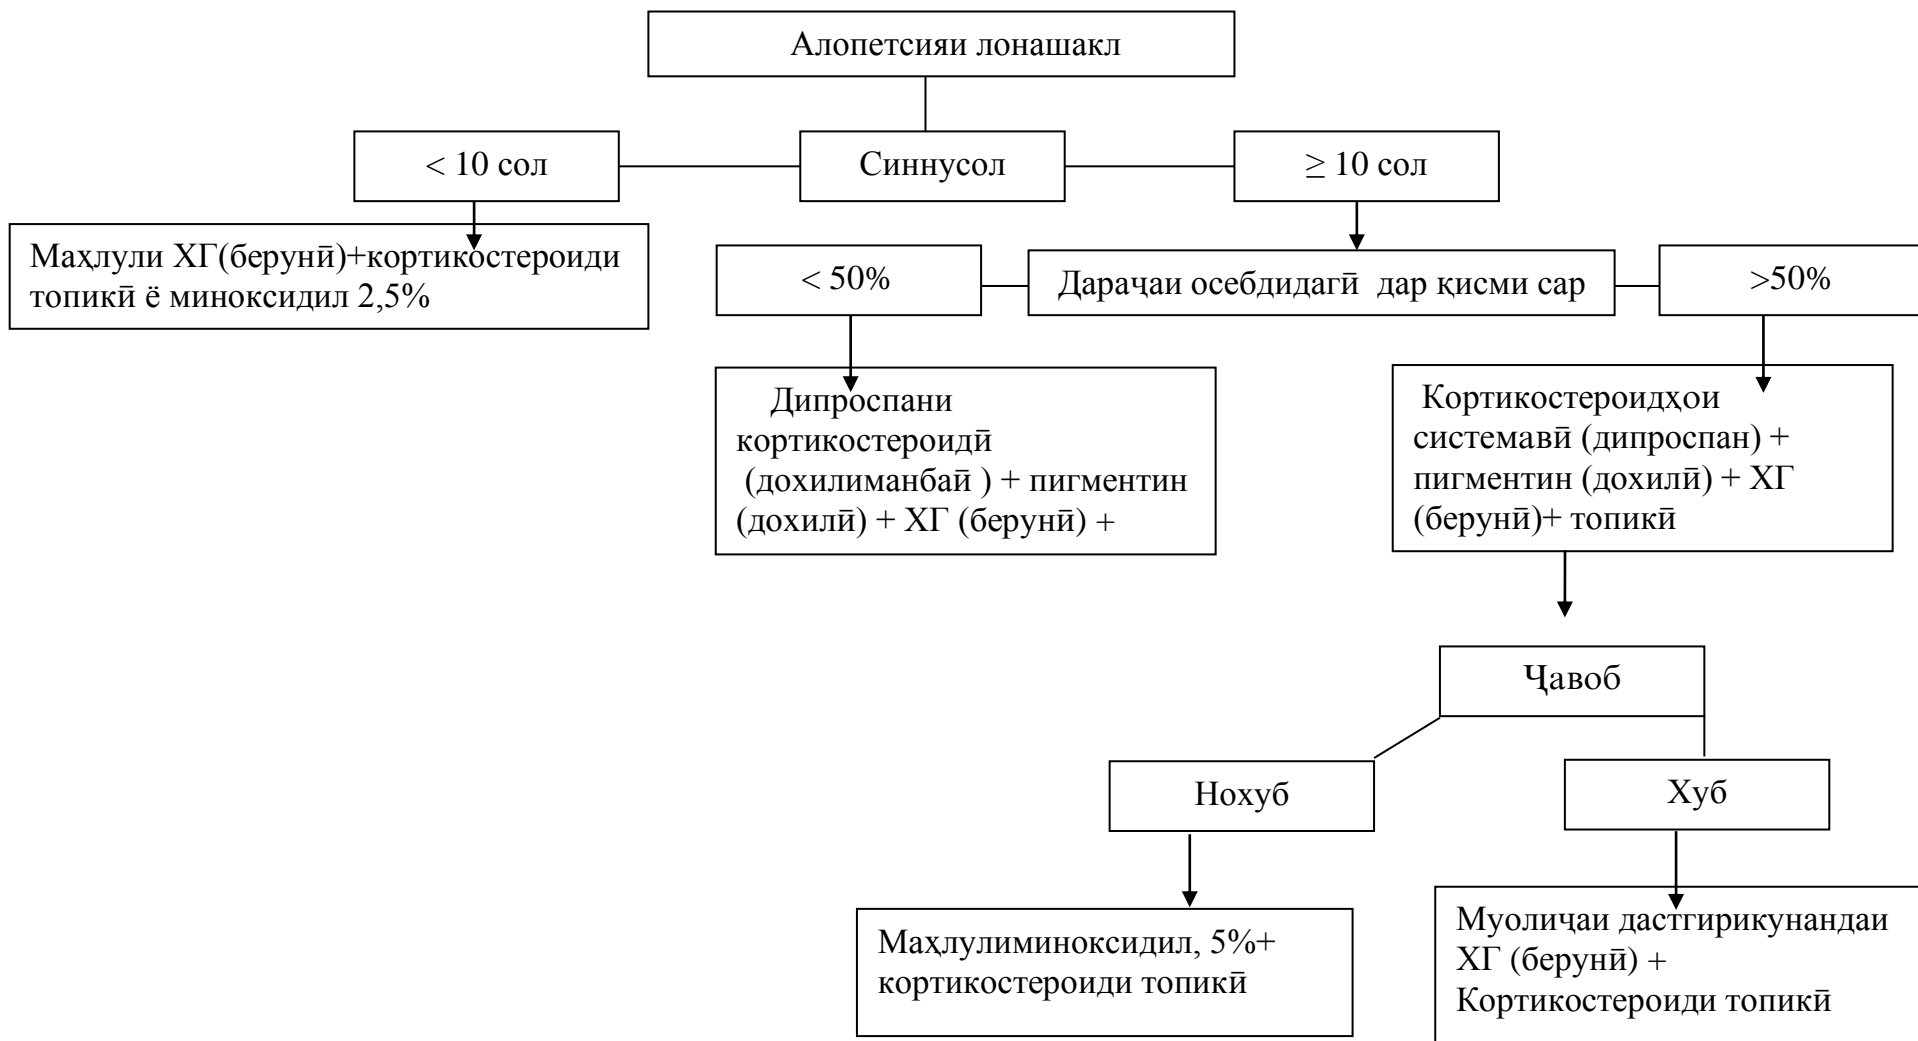 Алопетсияи лонашакл
< 10 сол
Синнусол
≥ 10 сол
Маҳлули ХГ(берунӣ)+кортикостероиди
топикӣ ё миноксидил 2,5%
< 50%
Дараҷаи осебдидагӣ дар қисми сар
>50%
Дипроспани
кортикостероидӣ
(дохилиманбаӣ ) + пигментин
(дохилӣ) + ХГ (берунӣ) +
Кортикостероидҳои
системавӣ (дипроспан) +
пигментин (дохилӣ) + ХГ
(берунӣ)+ топикӣ
Ҷавоб
Нохуб
Хуб
Маҳлулиминоксидил, 5%+
кортикостероиди топикӣ
Муолиҷаи дастгирикунандаи
ХГ (берунӣ) +
Кортикостероиди топикӣ